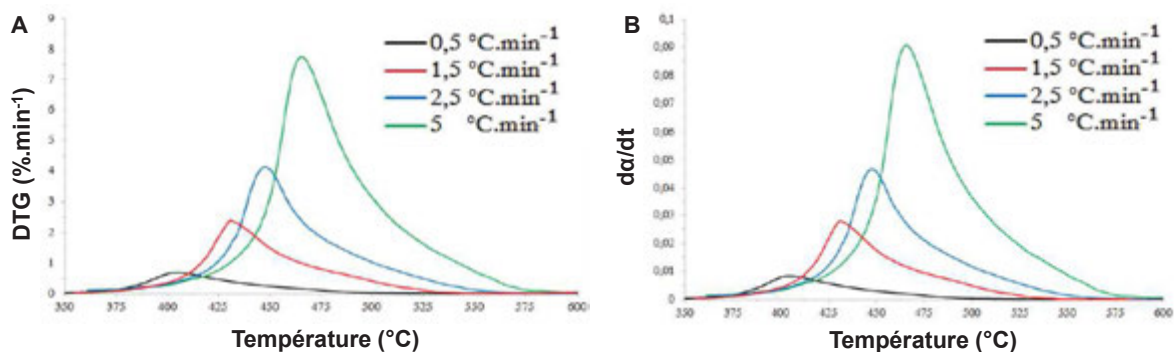 A
DTG (%.min-1)
9
8
7
6
5
4
3
2
1
0
0,5 °C.min-1
1,5 °C.min-1
2,5 °C.min-1
5 °C.min-1
350 375 400 425 450 475 500 525 550 575 600
Température (°C)
B
dα/dt
0,1
0,09
0,08
0,07
0,06
0,05
0,04
0,03
0,02
0,01
0
0,5 °C.min-1
1,5 °C.min-1
2,5 °C.min-1
5 °C.min-1
350 375 400 425 450 475 500 525 550 575 600
Température (°C)